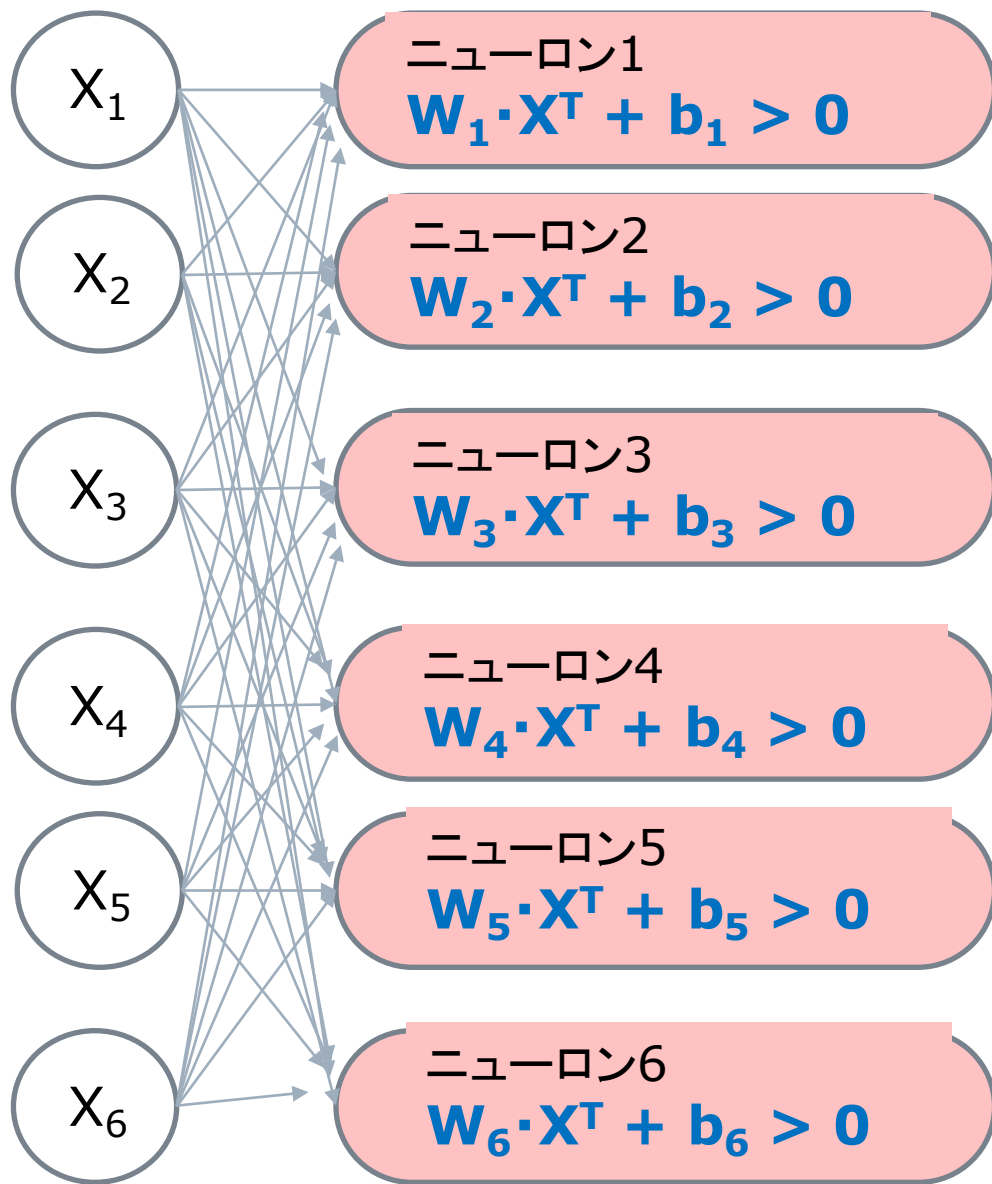 X₁
ニューロン1
W₁·Xᵀ + b₁ > 0
X₂
ニューロン2
W₂·Xᵀ + b₂ > 0
X₃
ニューロン3
W₃·Xᵀ + b₃ > 0
X₄
ニューロン4
W₄·Xᵀ + b₄ > 0
X₅
ニューロン5
W₅·Xᵀ + b₅ > 0
X₆
ニューロン6
W₆·Xᵀ + b₆ > 0